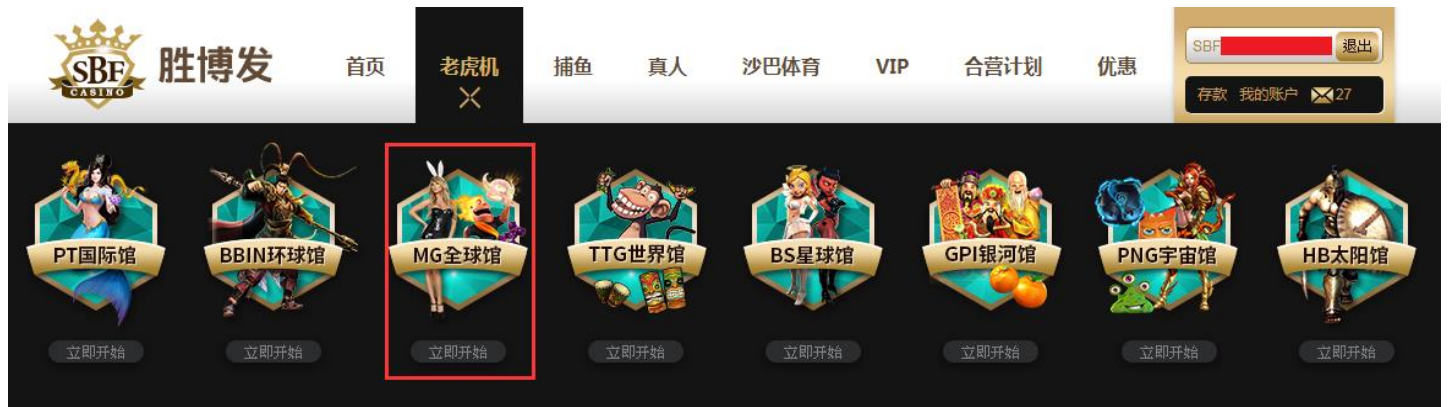 SBF
CASINO
胜博发
首页
老虎机
捕鱼
真人
沙巴体育
VIP
合营计划
优惠
SBF
退出
存款 我的账户 27
PT国际馆
BBIN环球馆
MG全球馆
TTG世界馆
BS星球馆
GPI银河馆
PNG宇宙馆
HB太阳馆
立即开始
立即开始
立即开始
立即开始
立即开始
立即开始
立即开始
立即开始